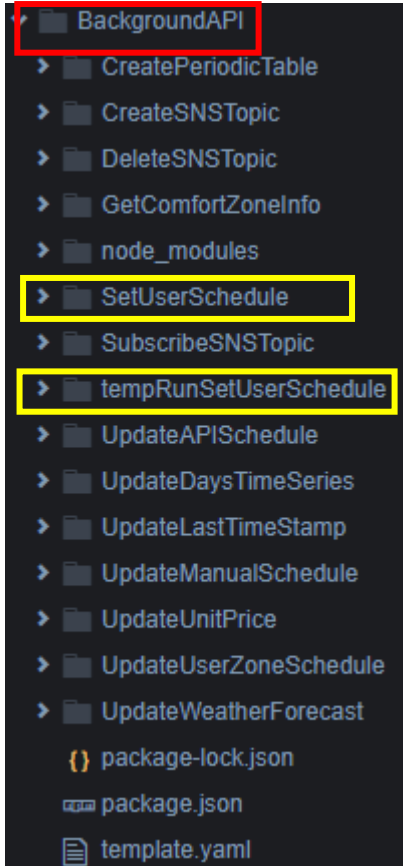 BackgroundAPI
CreatePeriodicTable
CreateSNSTopic
DeleteSNSTopic
GetComfortZoneInfo
node_modules
SetUserSchedule
SubscribeSNSTopic
tempRunSetUserSchedule
UpdateAPISchedule
UpdateDaysTimeSeries
UpdateLastTimeStamp
UpdateManualSchedule
UpdateUnitPrice
UpdateUserZoneSchedule
UpdateWeatherForecast
{} package-lock.json
package.json
template.yaml